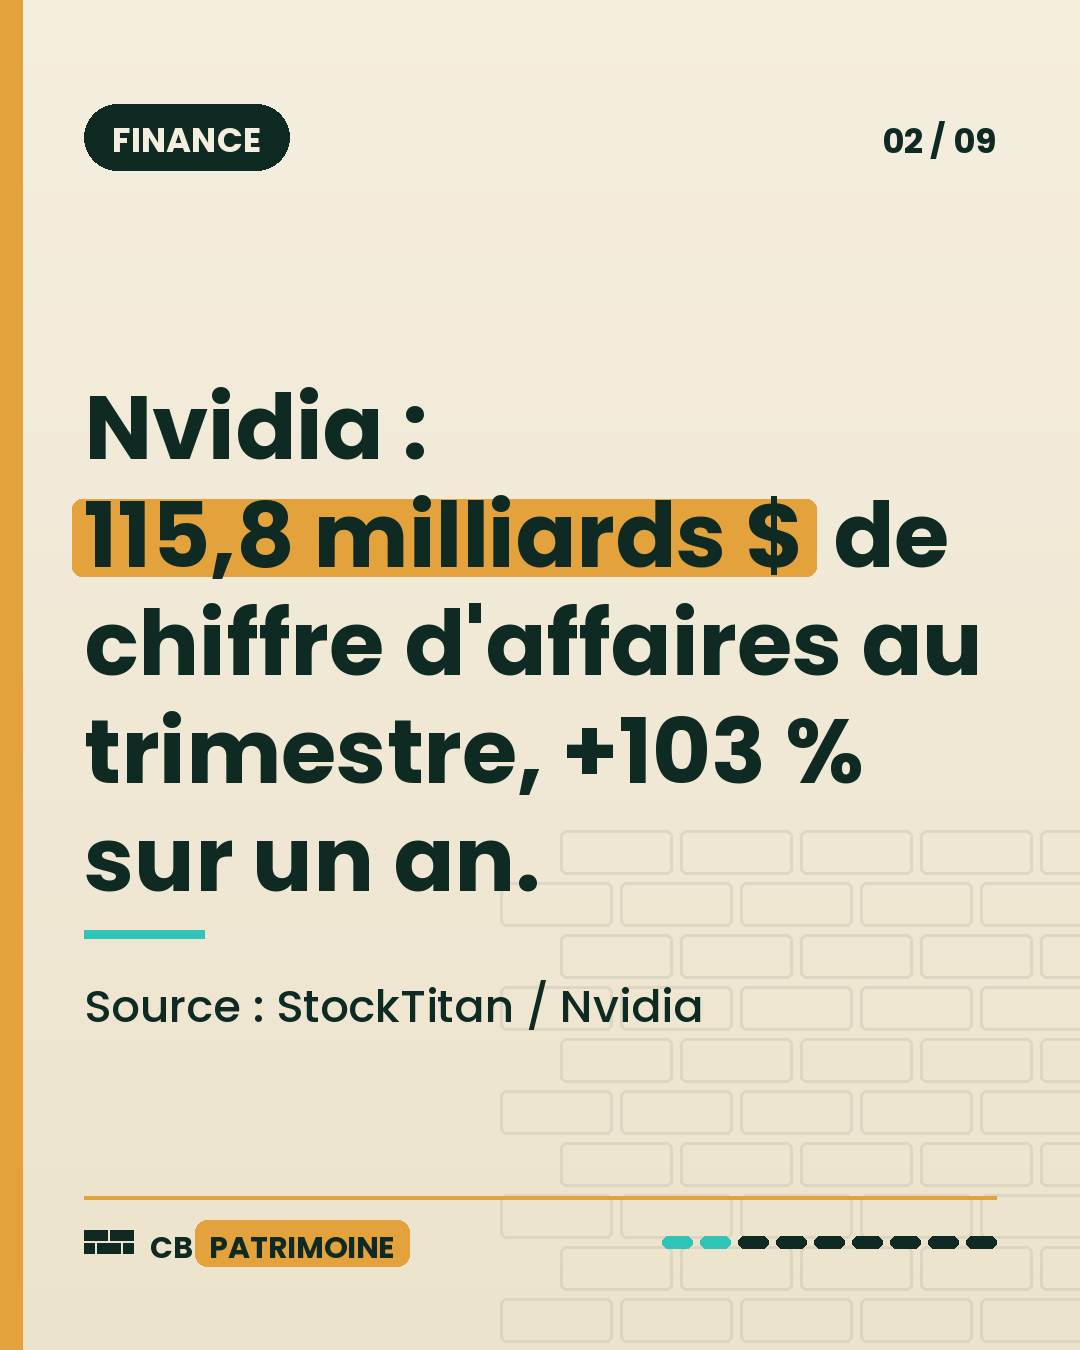 FINANCE
02 / 09
Nvidia :
115,8 milliards $ de
chiffre d'affaires au
trimestre, +103 %
sur un an.
Source : StockTitan / Nvidia
CB PATRIMOINE